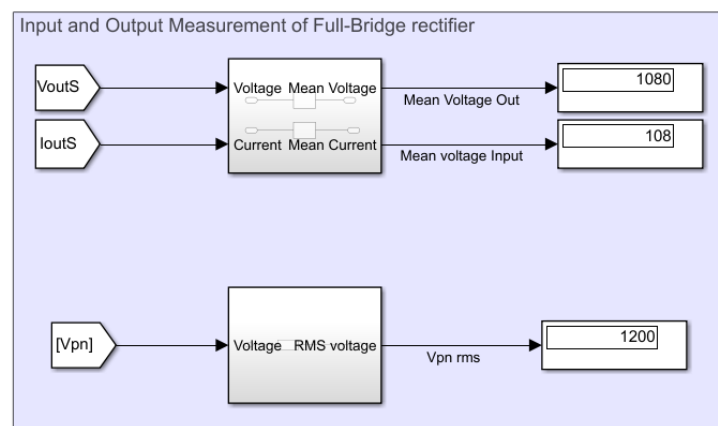 Input and Output Measurement of Full-Bridge rectifier
VoutS
Voltage Mean Voltage
Mean Voltage Out
1080
IoutS
Current Mean Current
Mean voltage Input
108
[Vpn]
Voltage RMS voltage
Vpn rms
1200